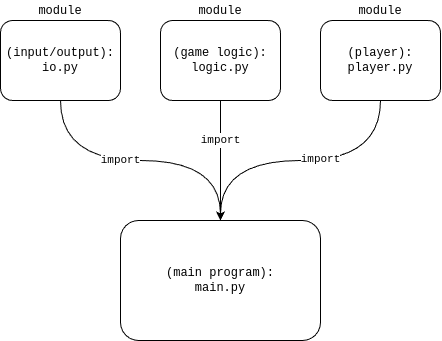 module
module
module
(input/output):
io.py
(game logic):
logic.py
(player):
player.py
import
import
import
(main program):
main.py